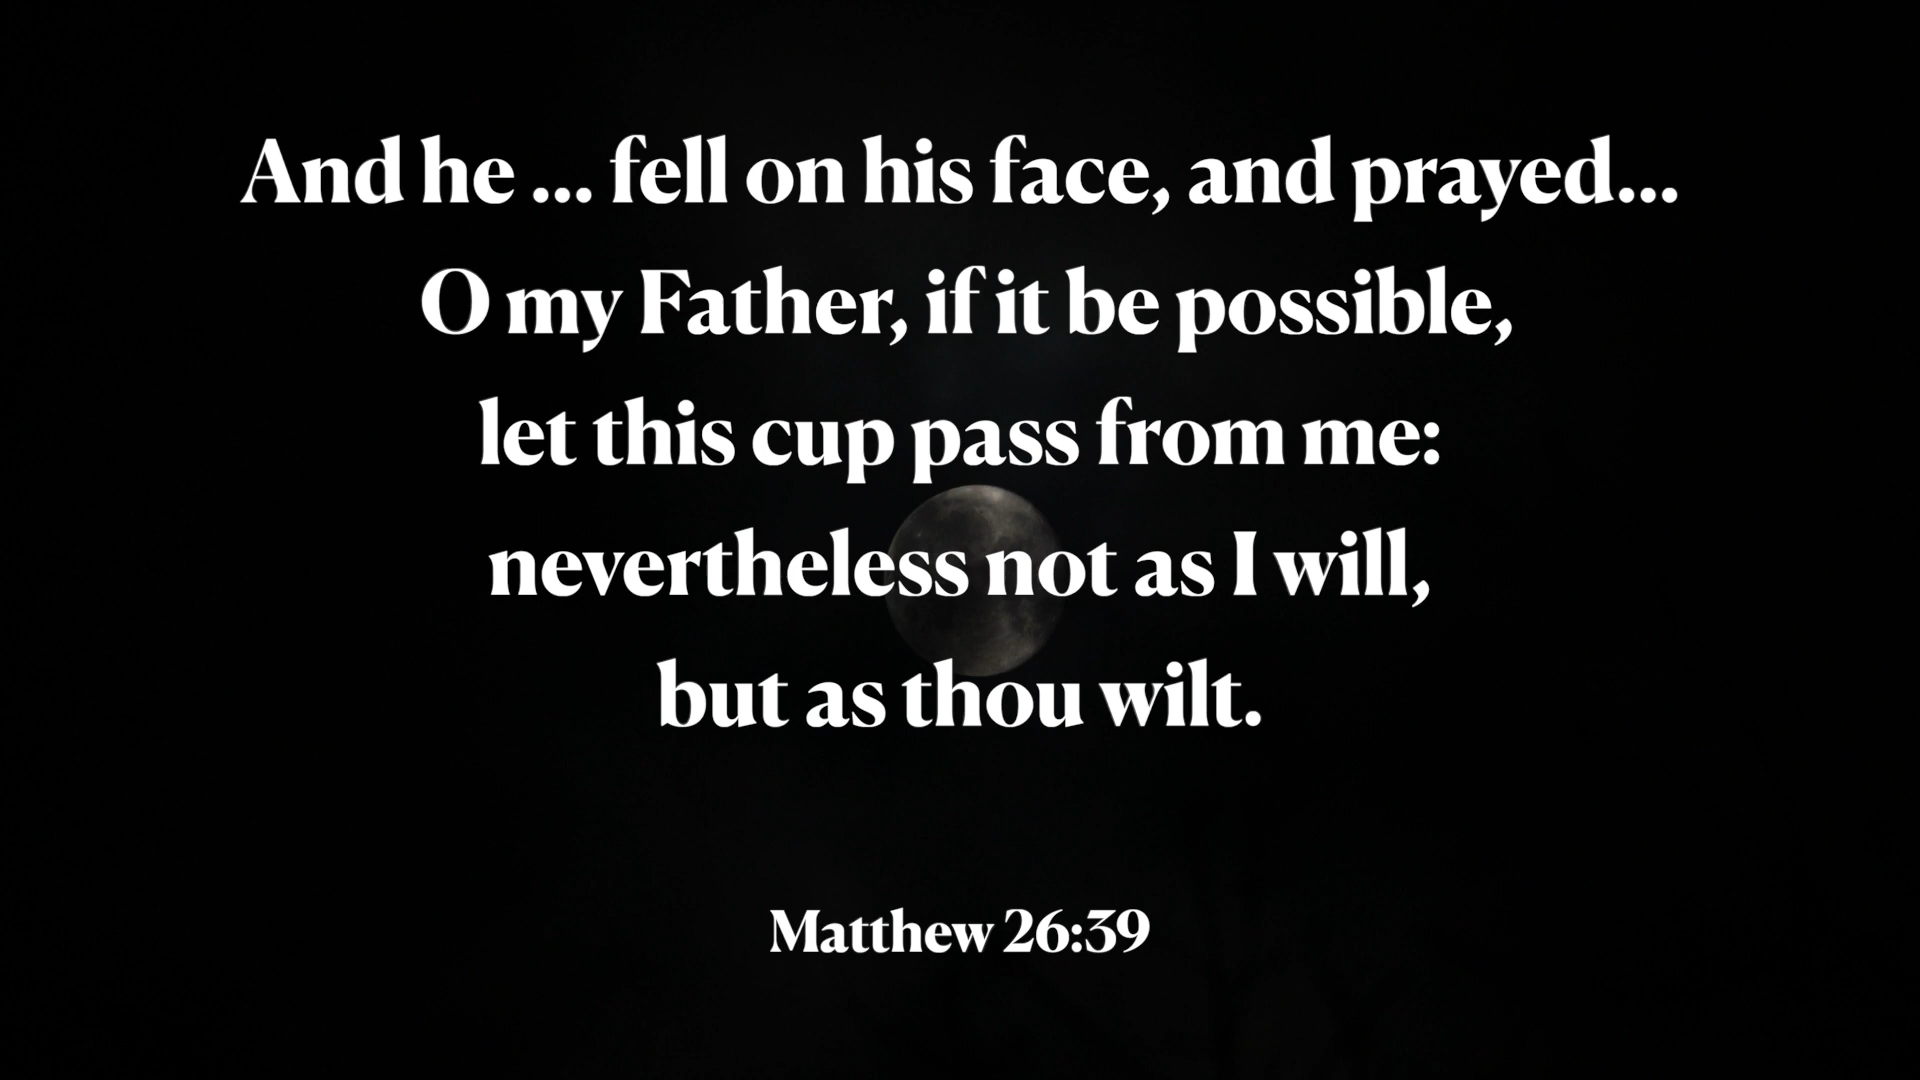 And he ... fell on his face, and prayed...
O my Father, if it be possible,
let this cup pass from me:
nevertheless not as I will,
but as thou wilt.
Matthew 26:39